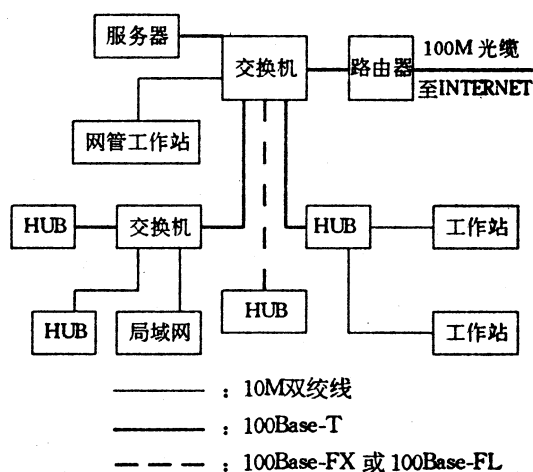 服务器
交换机
路由器
100M 光缆
至INTERNET
网管工作站
HUB
交换机
HUB
工作站
HUB
局域网
HUB
工作站
：10M双绞线
：100Base-T
：100Base-FX 或 100Base-FL